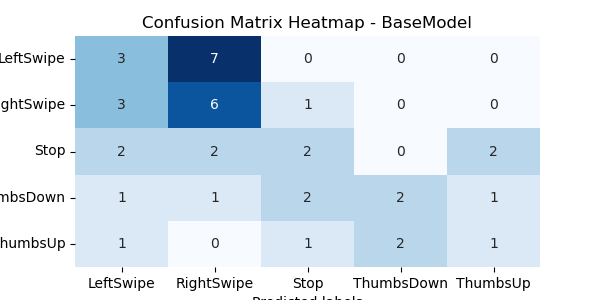 Confusion Matrix Heatmap - BaseModel
LeftSwipe 3 7 0 0 0
ghtSwipe 3 6 1 0 0
Stop 2 2 2 0 2
mbsDown 1 1 2 2 1
humbsUp 1 0 1 2 1
LeftSwipe RightSwipe Stop ThumbsDown ThumbsUp
Predicted labels